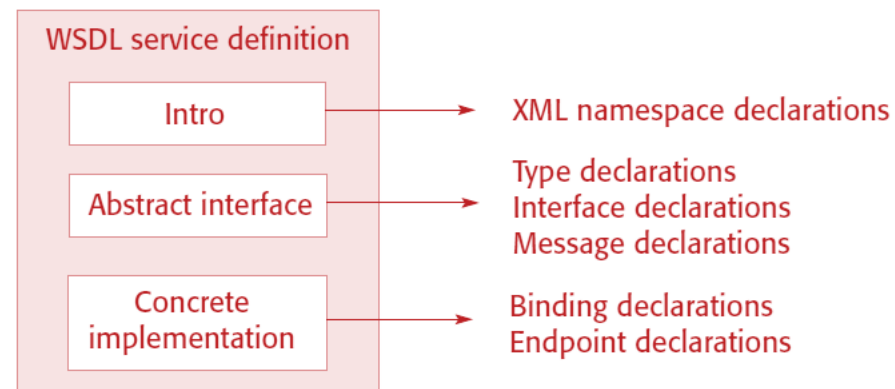 WSDL service definition
Intro
XML namespace declarations
Abstract interface
Type declarations
Interface declarations
Message declarations
Concrete
implementation
Binding declarations
Endpoint declarations